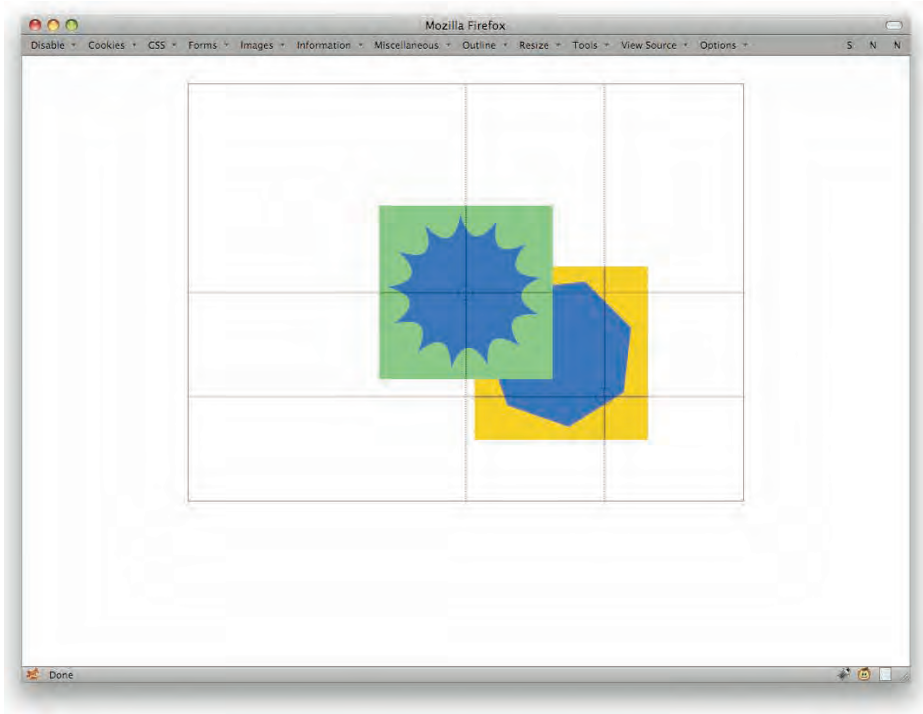 Mozilla Firefox
Disable Cookies CSS Forms Images Information Miscellaneous Outline Resize Tools View Source Options S N N
Done